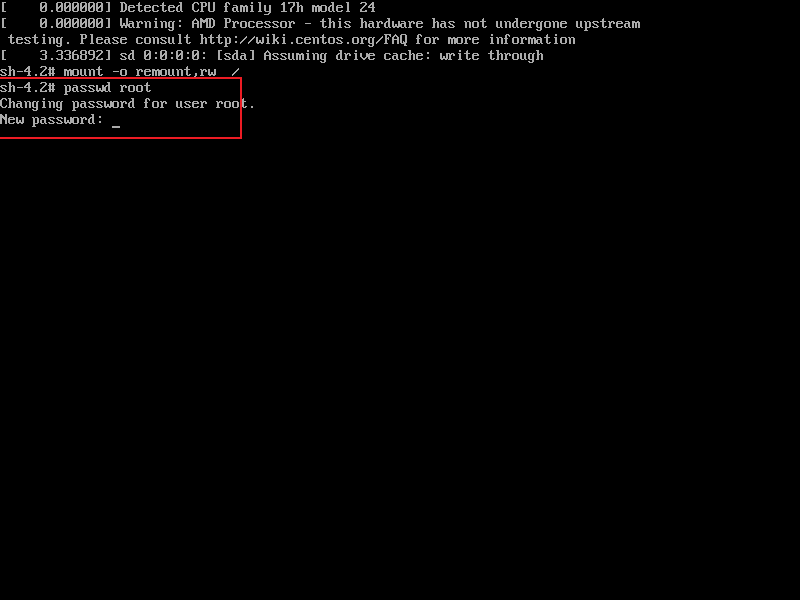 [    0.000000] Detected CPU family 17h model 24
[    0.000000] Warning: AMD Processor - this hardware has not undergone upstream
 testing. Please consult http://wiki.centos.org/FAQ for more information
[    3.336892] sd 0:0:0:0: [sda] Assuming drive cache: write through
sh-4.2# mount -o remount,rw  /
sh-4.2# passwd root
Changing password for user root.
New password: _